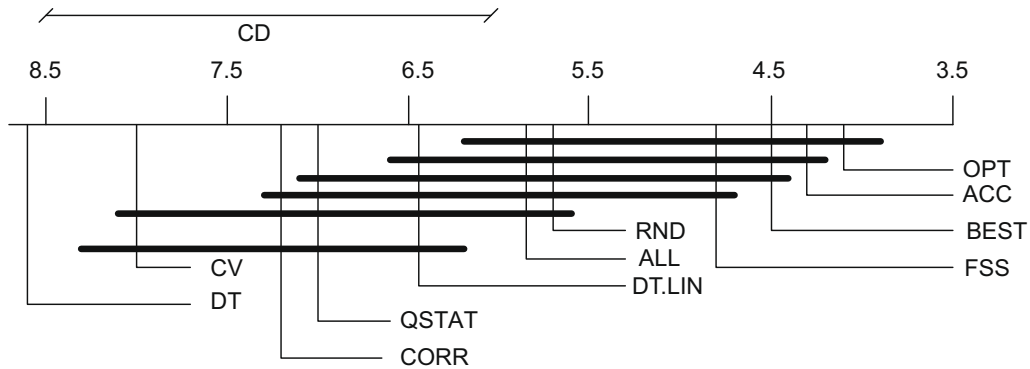 CD
8.5 7.5 6.5 5.5 4.5 3.5
OPT
ACC
RND BEST
ALL
CV FSS
DT.LIN
DT
QSTAT
CORR